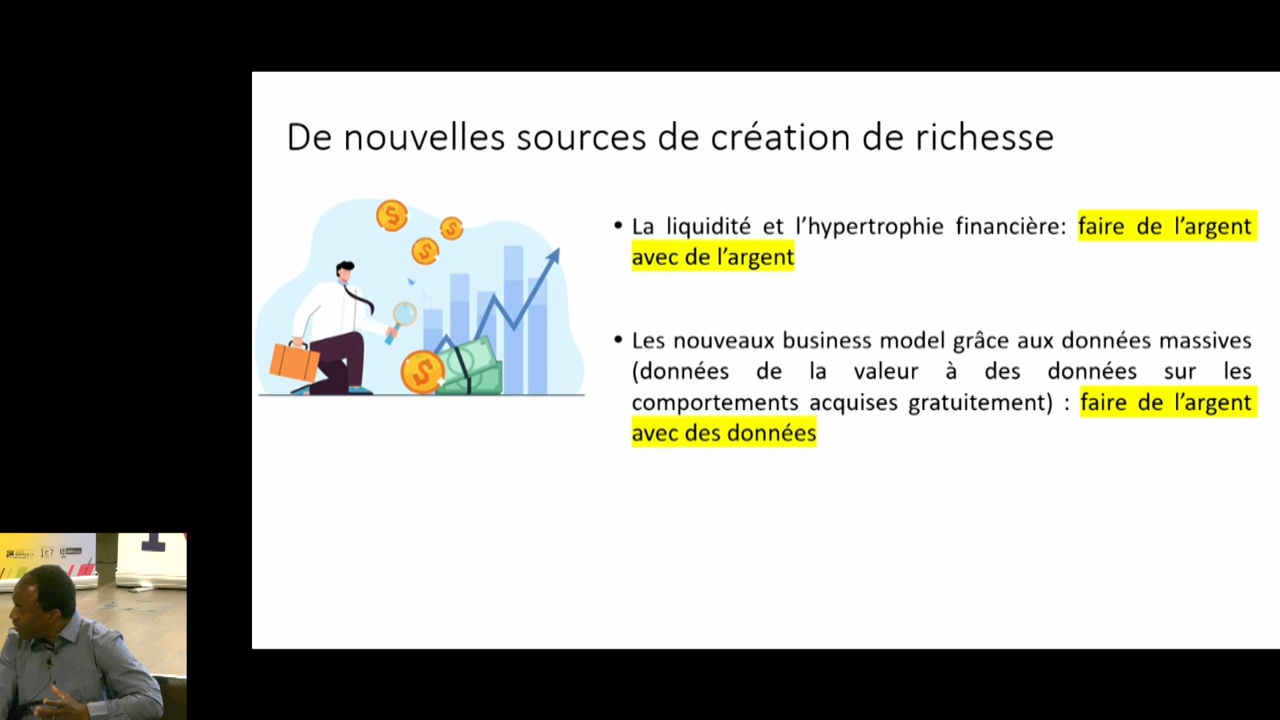 De nouvelles sources de création de richesse
• La liquidité et l’hypertrophie financière: faire de l’argent
avec de l’argent
• Les nouveaux business model grâce aux données massives
(données de la valeur à des données sur les
comportements acquises gratuitement) : faire de l’argent
avec des données